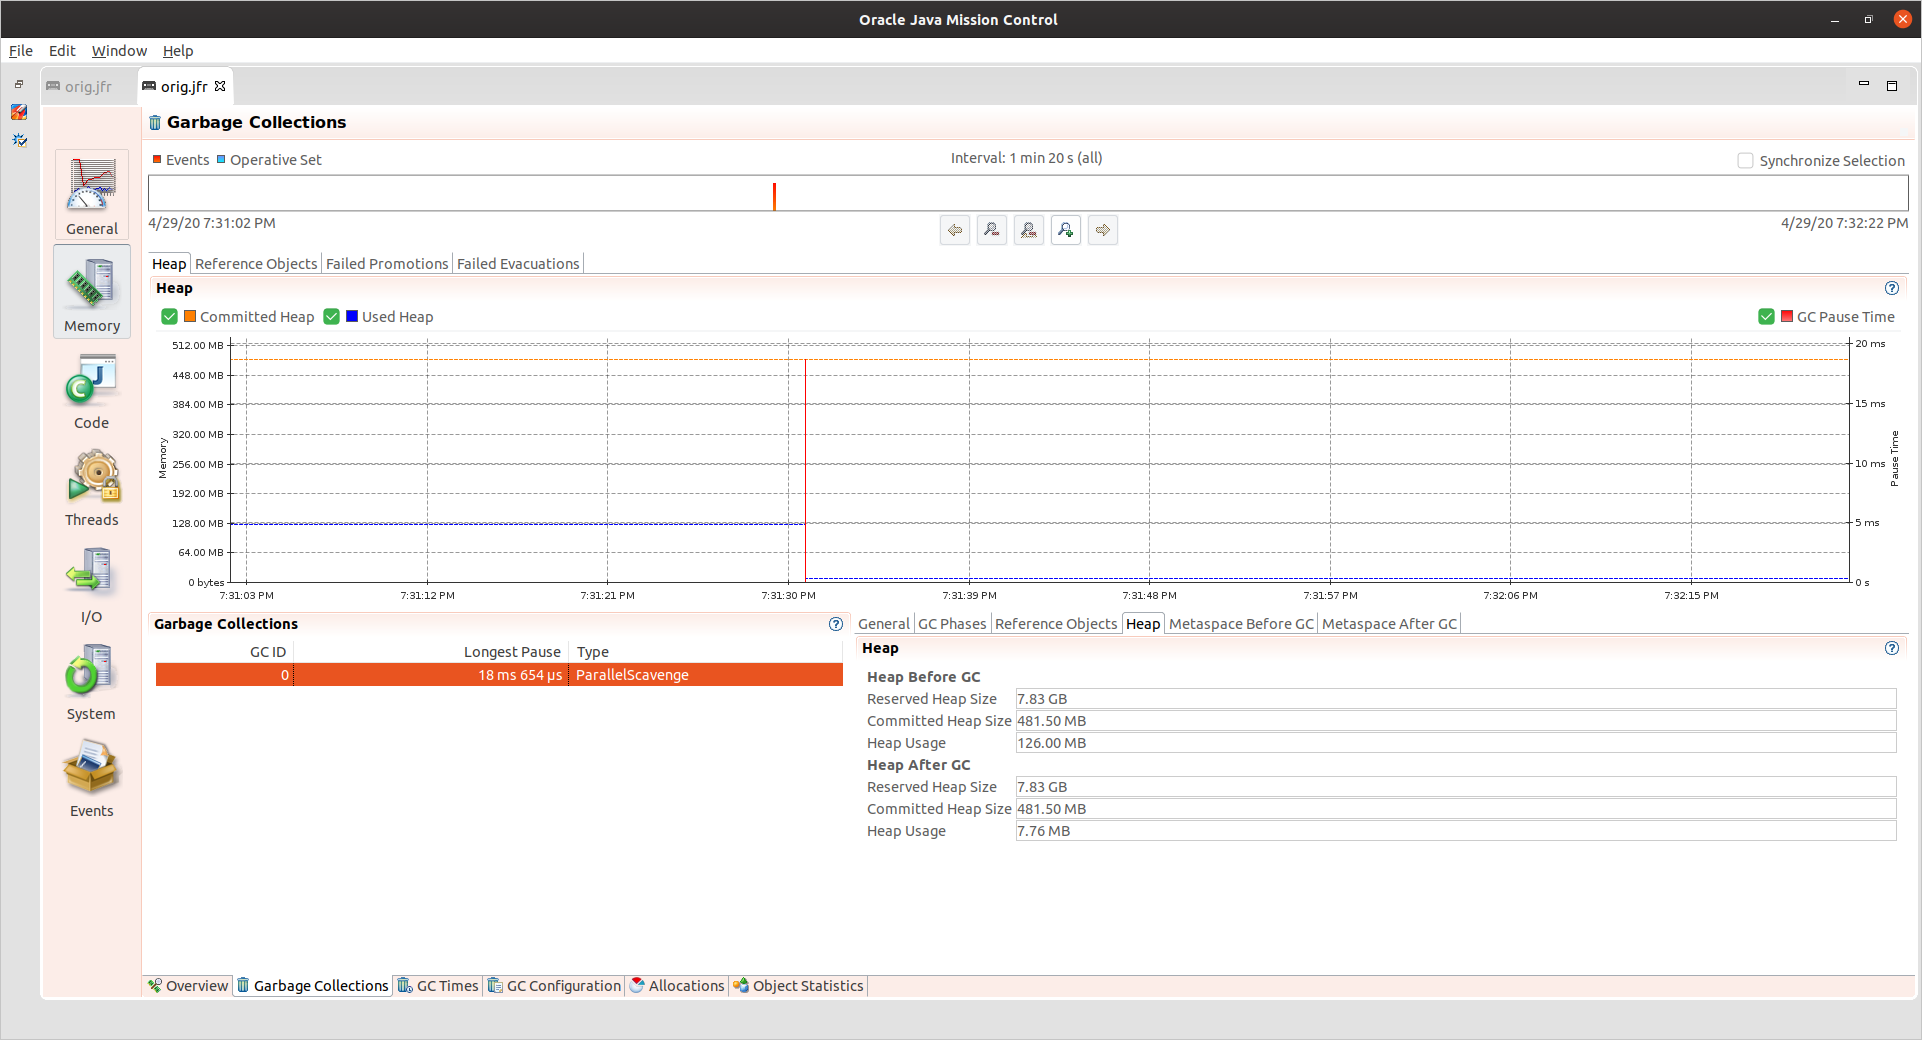 Oracle Java Mission Control
File Edit Window Help
orig.jfr orig.jfr
Garbage Collections
Events Operative Set Interval: 1 min 20 s (all) Synchronize Selection
4/29/20 7:31:02 PM 4/29/20 7:32:22 PM
General
Memory
Code
Threads
I/O
System
Events
Heap Reference Objects Failed Promotions Failed Evacuations
Heap
Committed Heap Used Heap GC Pause Time
512.00 MB
448.00 MB
384.00 MB
320.00 MB
256.00 MB
192.00 MB
128.00 MB
64.00 MB
0 bytes
Memory
20 ms
15 ms
10 ms
5 ms
0 s
Pause Time
7:31:03 PM 7:31:12 PM 7:31:21 PM 7:31:30 PM 7:31:39 PM 7:31:48 PM 7:31:57 PM 7:32:06 PM 7:32:15 PM
Garbage Collections
GC ID Longest Pause Type
0 18 ms 654 µs ParallelScavenge
General GC Phases Reference Objects Heap Metaspace Before GC Metaspace After GC
Heap
Heap Before GC
Reserved Heap Size 7.83 GB
Committed Heap Size 481.50 MB
Heap Usage 126.00 MB
Heap After GC
Reserved Heap Size 7.83 GB
Committed Heap Size 481.50 MB
Heap Usage 7.76 MB
Overview Garbage Collections GC Times GC Configuration Allocations Object Statistics